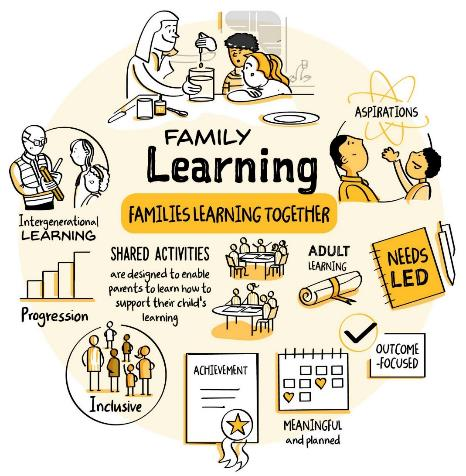 ASPIRATIONS
FAMILY
Learning
FAMILIES LEARNING TOGETHER
Intergenerational
LEARNING
SHARED ACTIVITIES
are designed to enable
parents to learn how to
support their child's
learning
ADULT
LEARNING
NEEDS
LED
Progression
Inclusive
ACHIEVEMENT
MEANINGFUL
and planned
OUTCOME
-FOCUSED